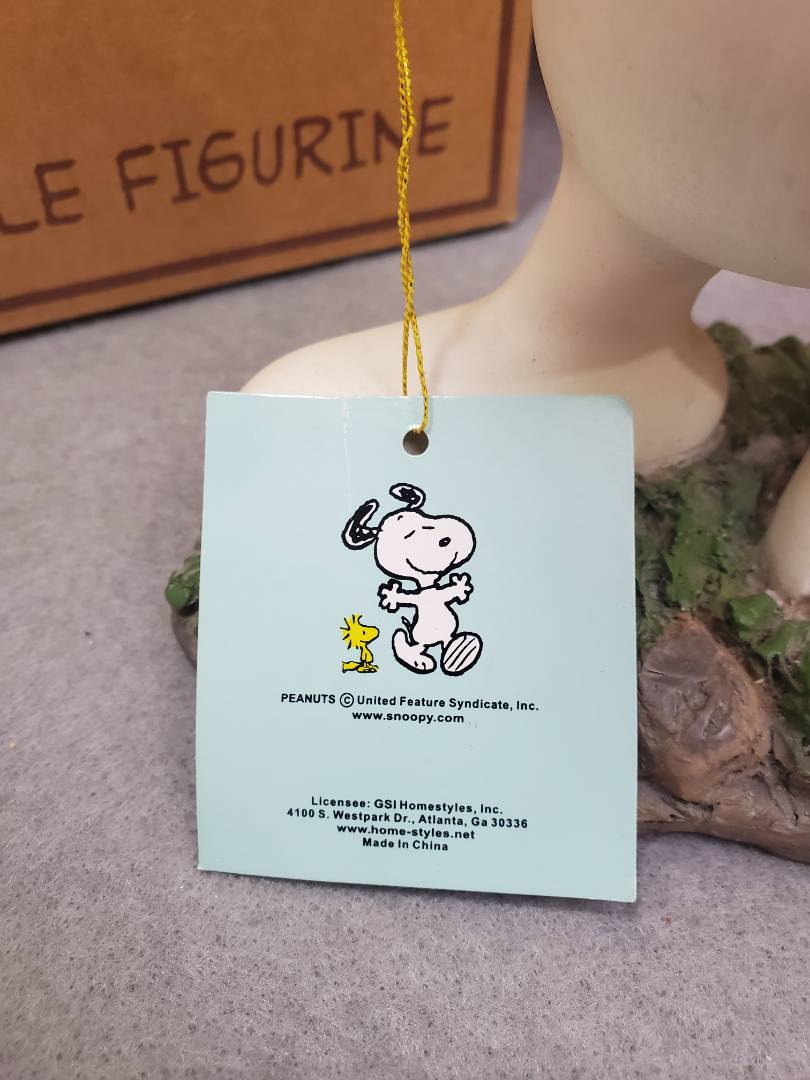 LE FIGURINE
PEANUTS © United Feature Syndicate, Inc.
www.snoopy.com
Licensee: GSI Homestyles, Inc.
4100 S. Westpark Dr., Atlanta, Ga 30336
www.home-styles.net
Made In China